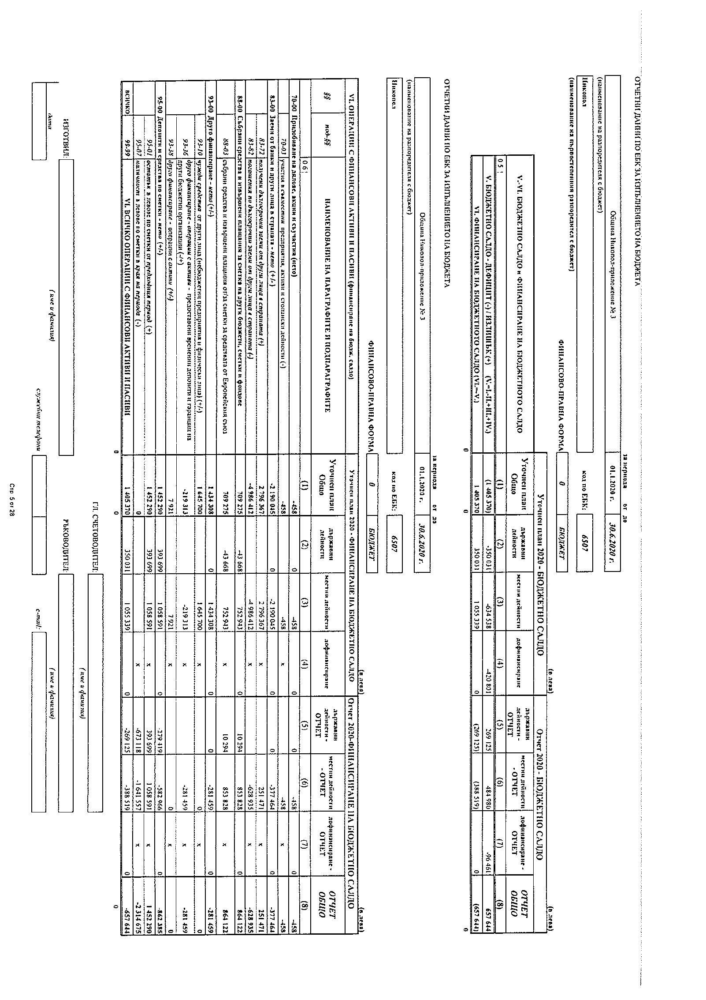 ОТЧЕТНИ ДАННИ ПО ЕБК ЗА ИЗПЪЛНЕНИЕТО НА БЮДЖЕТА
за периода от до
Община Никопол-приложение № 3 01.1.2020 г. 30.6.2020 г.
(наименование на разпоредителя с бюджет)
Никопол код по ЕБК: 6507
(наименование на първостепенния разпоредител с бюджет)
ФИНАНСОВО-ПРАВНА ФОРМА 0 БЮДЖЕТ
(в лева) (в лева)
Уточнен план 2020 - БЮДЖЕТНО САЛДО Отчет 2020 - БЮДЖЕТНО САЛДО
V.-VI. БЮДЖЕТНО САЛДО и ФИНАНСИРАНЕ НА БЮДЖЕТНОТО САЛДО Уточнен план Общо държавни дейности местни дейности дофинансиране държавни дейности - ОТЧЕТ местни дейности - ОТЧЕТ дофинансиране - ОТЧЕТ ОТЧЕТ ОБЩО
0 5 ! (1) (2) (3) (4) (5) (6) (7) (8)
V. БЮДЖЕТНО САЛДО - ДЕФИЦИТ (-) / ИЗЛИШЪК (+) (V.=I.-II.+III.+IV.) (1 405 370) -350 031 -634 538 -420 801 269 125 484 980 -96 461 657 644
VI. ФИНАНСИРАНЕ НА БЮДЖЕТНОТО САЛДО (VI.=-V.) 1 405 370 350 031 1 055 339 0 (269 125) (388 519) 0 (657 644)
0 0 0
ОТЧЕТНИ ДАННИ ПО ЕБК ЗА ИЗПЪЛНЕНИЕТО НА БЮДЖЕТА
за периода от до
Община Никопол-приложение № 3 01.1.2020 г. 30.6.2020 г.
(наименование на разпоредителя с бюджет)
Никопол код по ЕБК: 6507
ФИНАНСОВО-ПРАВНА ФОРМА 0 БЮДЖЕТ
(в лева) (в лева)
VI. ОПЕРАЦИИ С ФИНАНСОВИ АКТИВИ И ПАСИВИ (финансиране на бюдж. салдо) Уточнен план 2020 - ФИНАНСИРАНЕ НА БЮДЖЕТНО САЛДО Отчет 2020-ФИНАНСИРАНЕ НА БЮДЖЕТНО САЛДО
§§ под-§§ НАИМЕНОВАНИЕ НА ПАРАГРАФИТЕ И ПОДПАРАГРАФИТЕ Уточнен план Общо държавни дейности местни дейности дофинансиране държавни дейности - ОТЧЕТ местни дейности - ОТЧЕТ дофинансиране - ОТЧЕТ ОТЧЕТ ОБЩО
0 6 ! (1) (2) (3) (4) (5) (6) (7) (8)
70-00 Придобиване на дялове, акции и съучастия (нето) -458 0 -458 0 0 -458 0 -458
70-03 участия в съвместни предприятия, активи и стопански дейности (-) -458 -458 x -458 x -458
83-00 Заеми от банки и други лица в страната - нето (+/-) -2 190 045 0 -2 190 045 0 0 -377 464 0 -377 464
83-72 получени дългосрочни заеми от други лица в страната (+) 2 796 367 2 796 367 x 251 471 x 251 471
83-82 погашения по дългосрочни заеми от други лица в страната (-) -4 986 412 -4 986 412 x -628 935 x -628 935
88-00 Събрани средства и извършени плащания за сметка на други бюджети, сметки и фондове 709 275 -43 668 752 943 0 10 294 853 828 0 864 122
88-03 събрани средства и извършени плащания от/за сметки за средствата от Европейския съюз 709 275 -43 668 752 943 x 10 294 853 828 x 864 122
93-00 Друго финансиране - нето (+/-) 1 434 308 0 1 434 308 0 0 -281 459 0 -281 459
93-10 чужди средства от други лица (небюджетни предприятия и физически лица) (+/-) 1 645 700 1 645 700 x 0 x 0
93-36 друго финансиране - операции с активи - предоставени временни депозити и гаранции на други бюджетни организации (-/+) -219 313 -219 313 x -281 459 x -281 459
93-38 друго финансиране - операции с активи (+/-) 7 921 7 921 x 0 x 0
95-00 Депозити и средства по сметки - нето (+/-) 1 452 290 393 699 1 058 591 0 -279 419 -582 966 0 -862 385
95-01 остатък в левове по сметки от предходния период (+) 1 452 290 393 699 1 058 591 x 393 699 1 058 591 x 1 452 290
95-07 наличност в левове по сметки в края на периода (-) 0 x -673 118 -1 641 557 x -2 314 675
ВСИЧКО 99-99 VI. ВСИЧКО ОПЕРАЦИИ С ФИНАНСОВИ АКТИВИ И ПАСИВИ 1 405 370 350 031 1 055 339 0 -269 125 -388 519 0 -657 644
0 0 0
ГЛ. СЧЕТОВОДИТЕЛ:
(име и фамилия)
ИЗГОТВИЛ: РЪКОВОДИТЕЛ:
(име и фамилия) (име и фамилия)
дата служебни телефони e-mail:
Стр 5 от 28